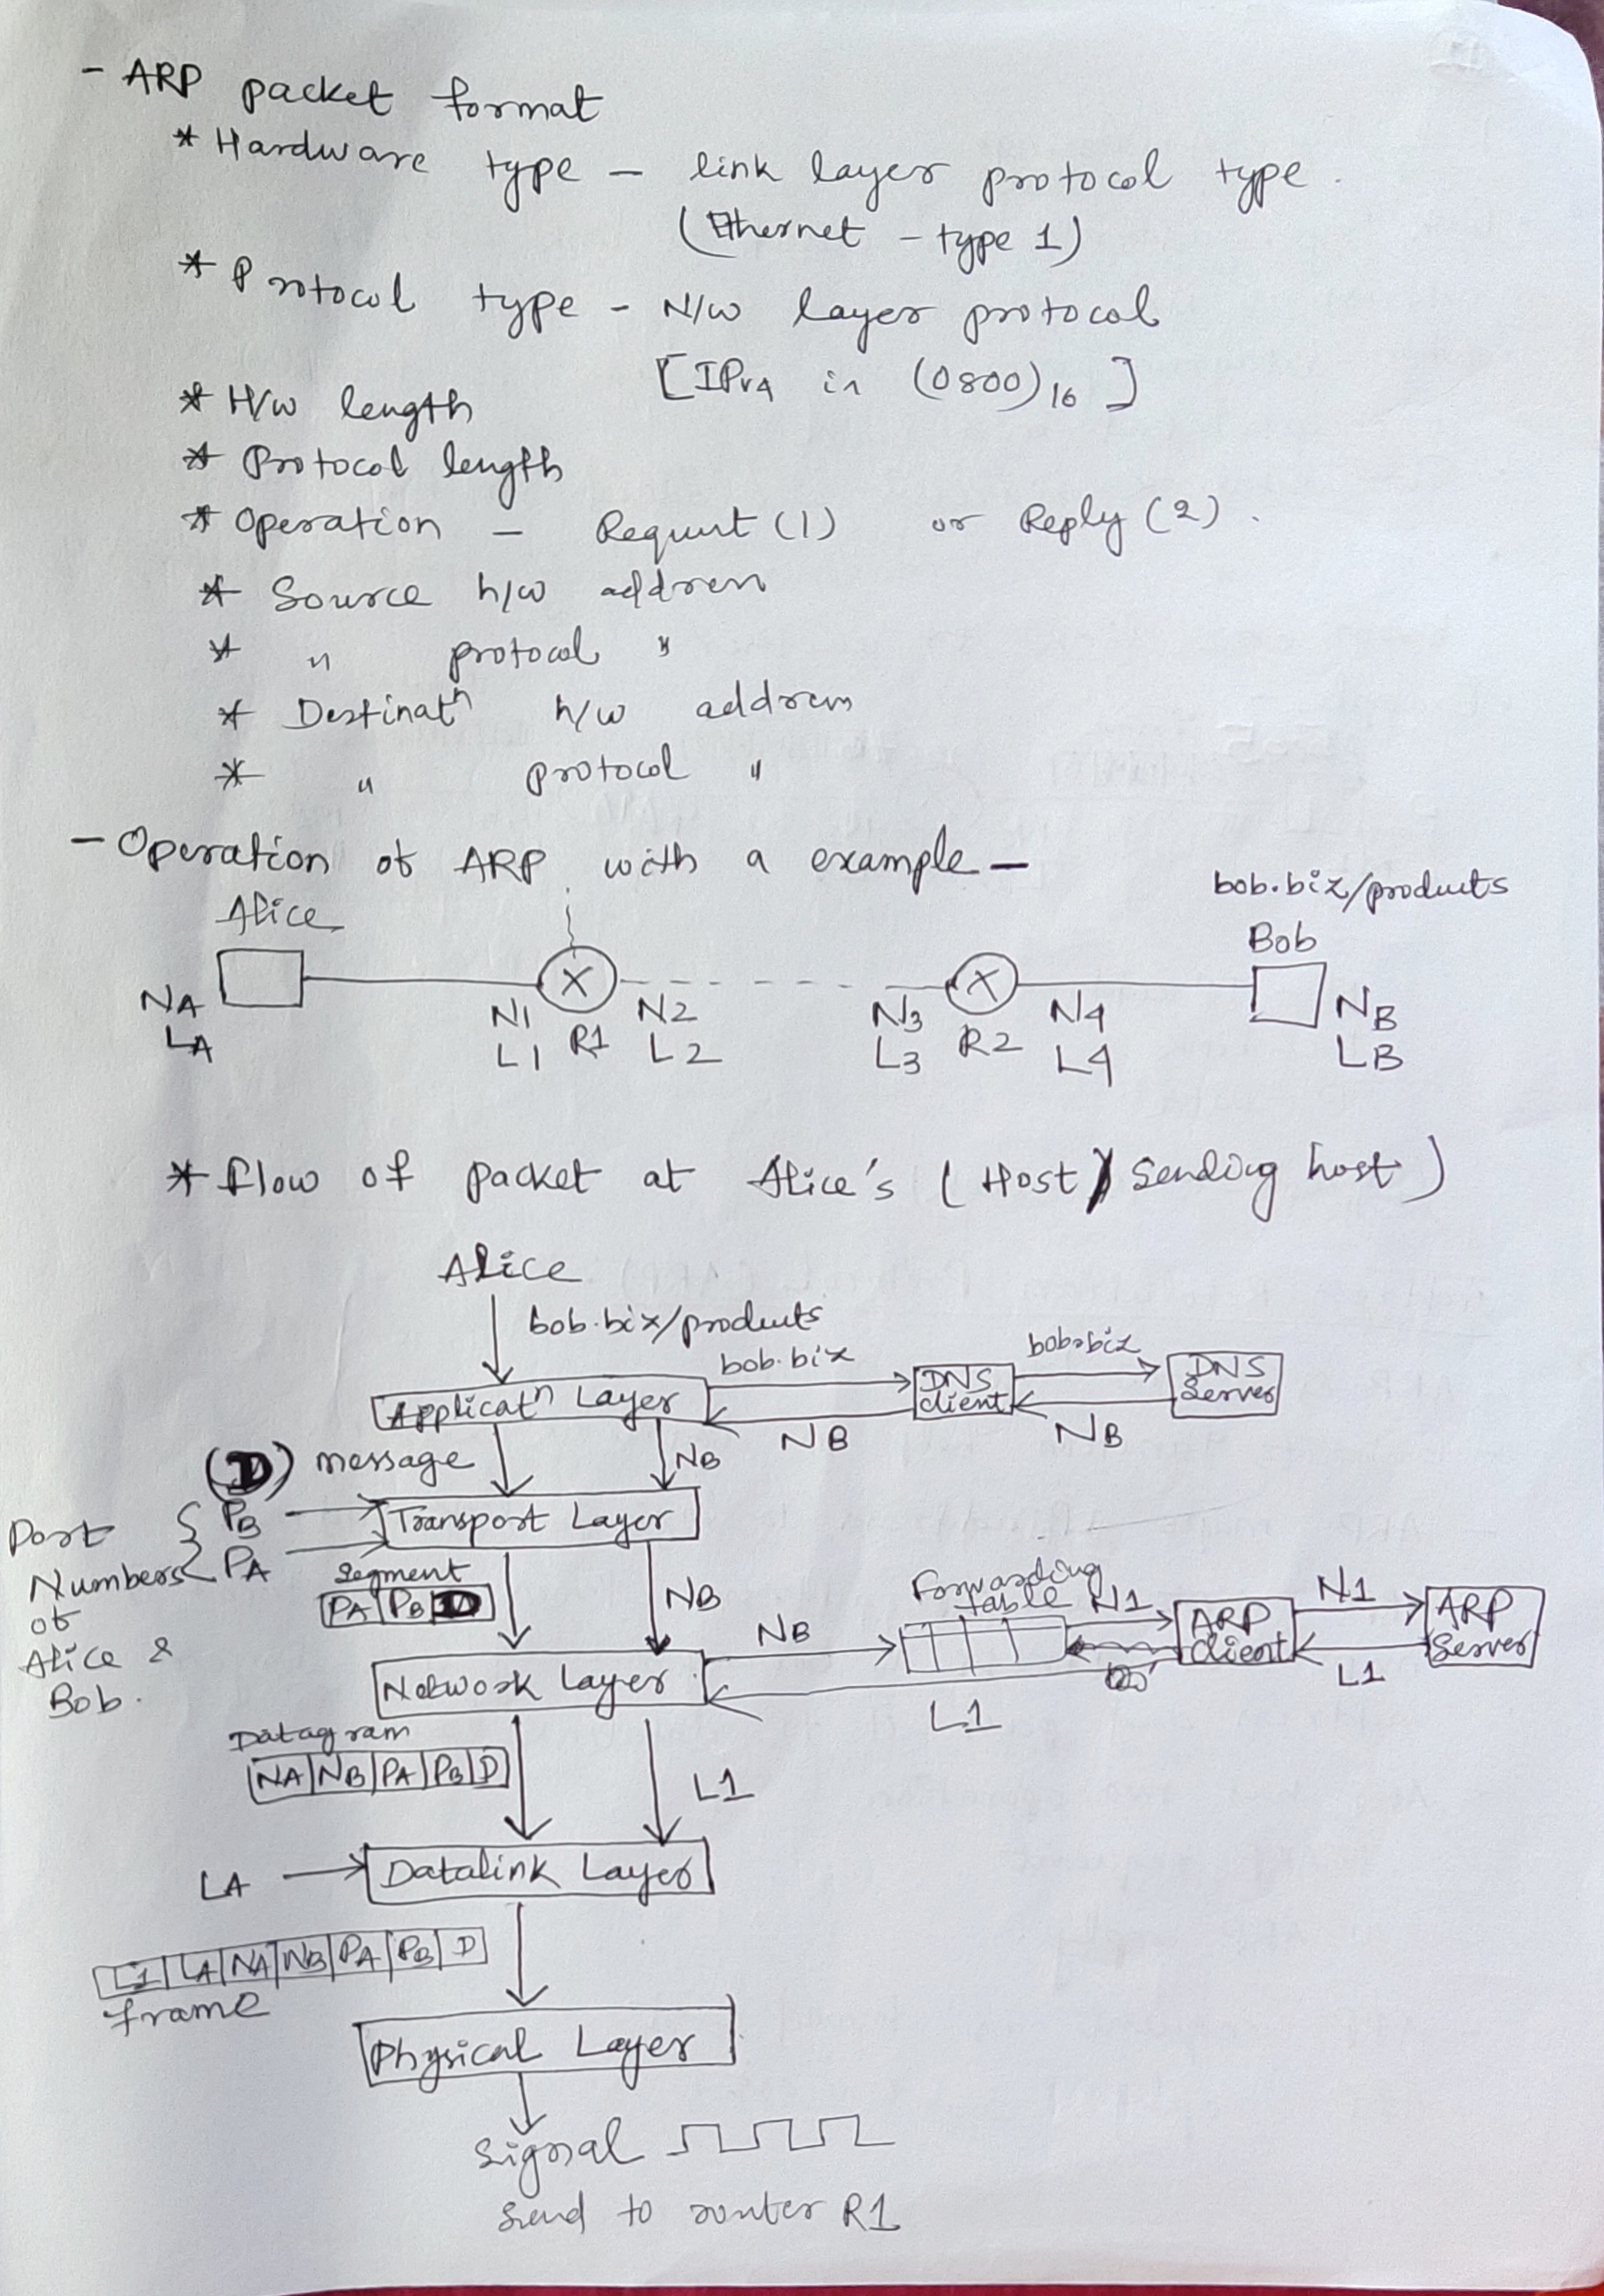 - ARP packet format
* Hardware type - link layer protocol type.
(Ethernet - type 1)
* Protocol type - N/w layer protocol
[IPv4 in (0800)16]
* H/w length
* Protocol length
* Operation - Request (1) or Reply (2).
* Source h/w address
* " protocol "
* Destinatn h/w address
* " protocol "
- Operation of ARP with a example -
bob.biz/products
Alice
Bob
NA
LA
N1
L1
R1
N2
L2
N3
L3
R2
N4
L4
NB
LB
* Flow of packet at Alice's (Host) Sending host)
Alice
bob.biz/products
bob.biz
bob.biz
Applicatn Layer
DNS Client
DNS Server
NB
NB
(D) message
NB
Port Numbers of Alice & Bob.
PB
PA
Transport Layer
Segment
PA PB D
NB
NB
Forwarding table
N1
ARP Client
N1
ARP Server
Network Layer
L1
L1
Datagram
NA NB PA PB D
L1
LA
Datalink Layer
L1 LA NA NB PA PB D
frame
Physical Layer
Signal
Send to router R1